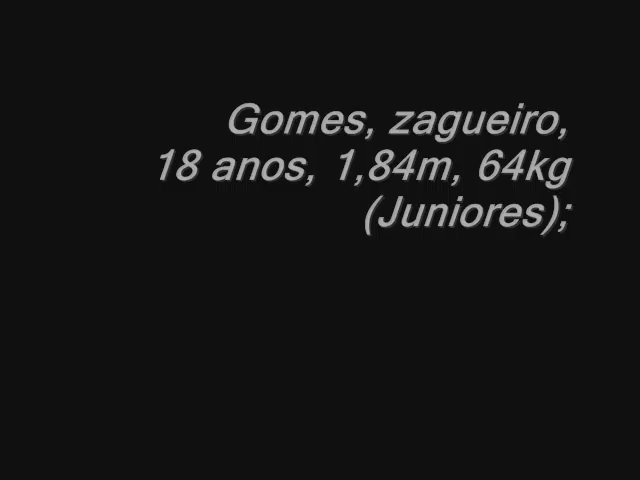 Gomes, zagueiro,
18 anos, 1,84m, 64kg
(Juniores);